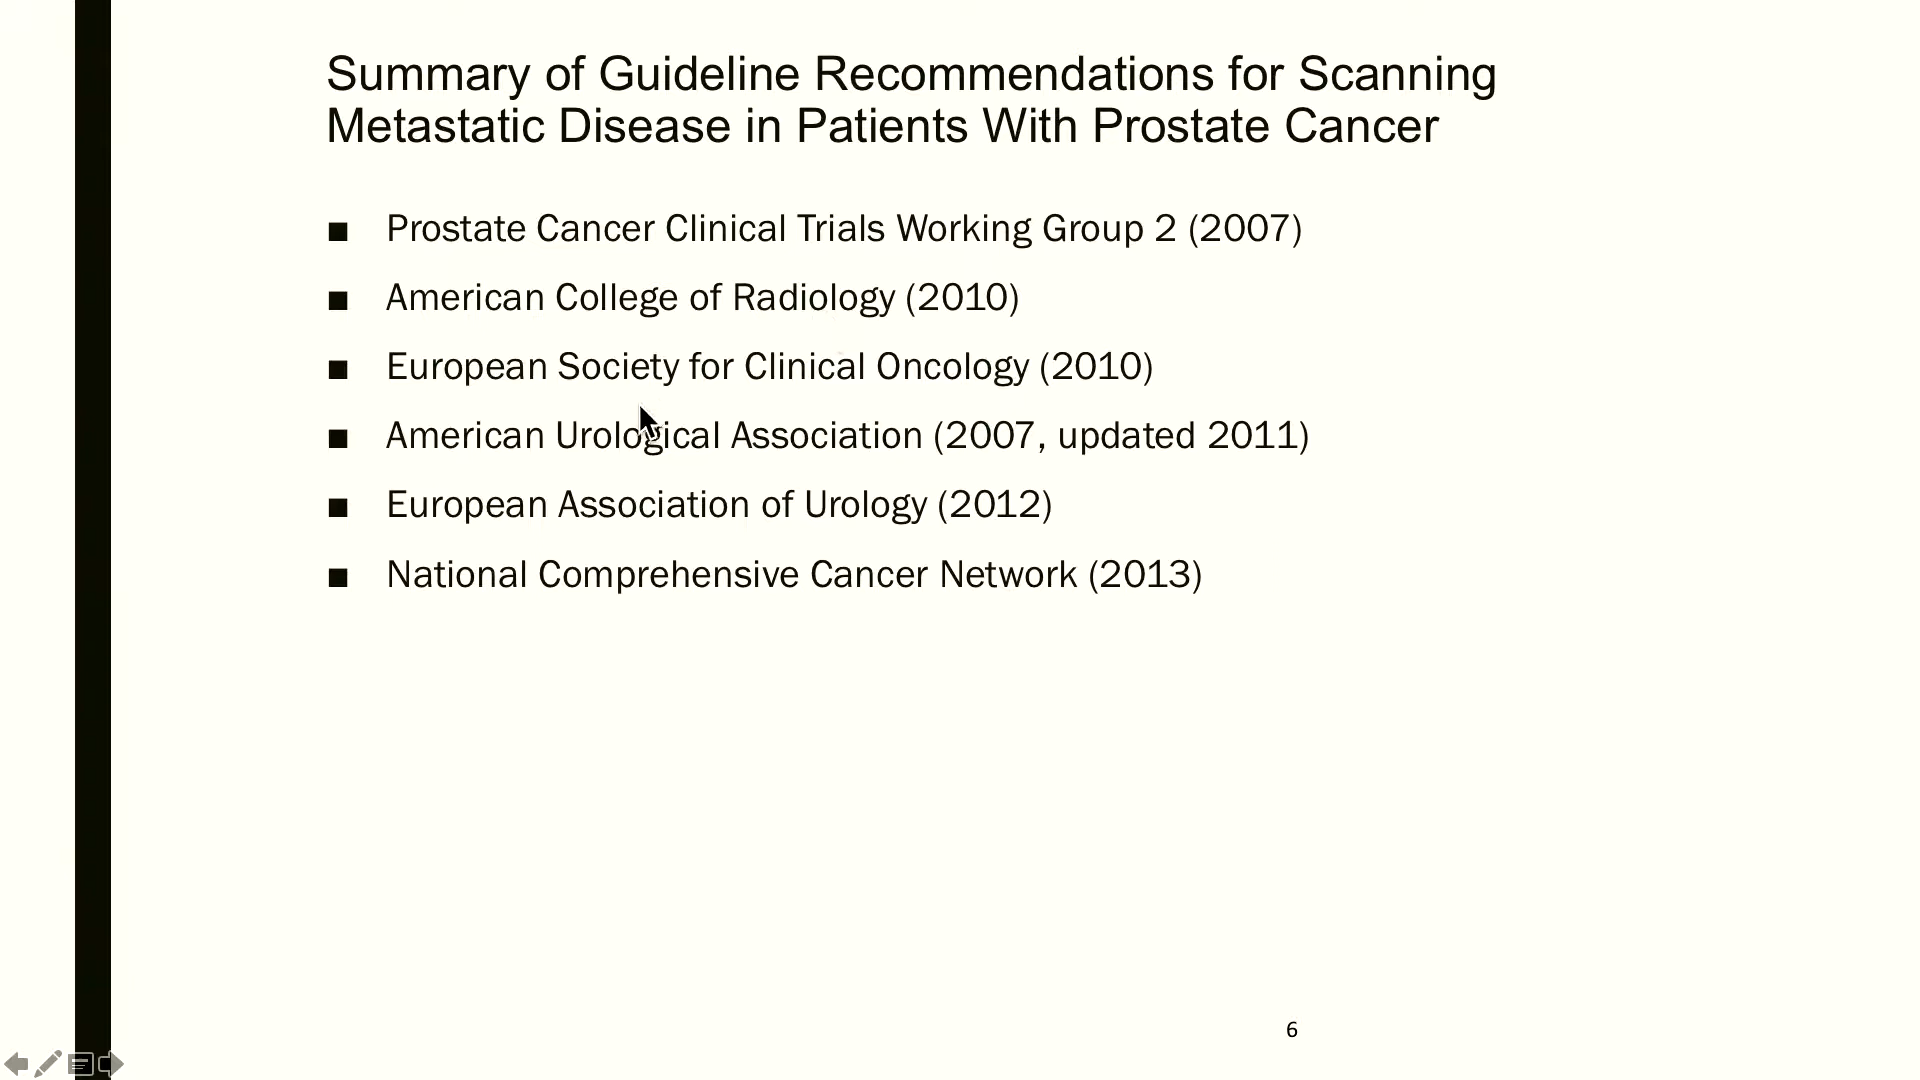 Summary of Guideline Recommendations for Scanning
Metastatic Disease in Patients With Prostate Cancer
■ Prostate Cancer Clinical Trials Working Group 2 (2007)
■ American College of Radiology (2010)
■ European Society for Clinical Oncology (2010)
■ American Urological Association (2007, updated 2011)
■ European Association of Urology (2012)
■ National Comprehensive Cancer Network (2013)
6